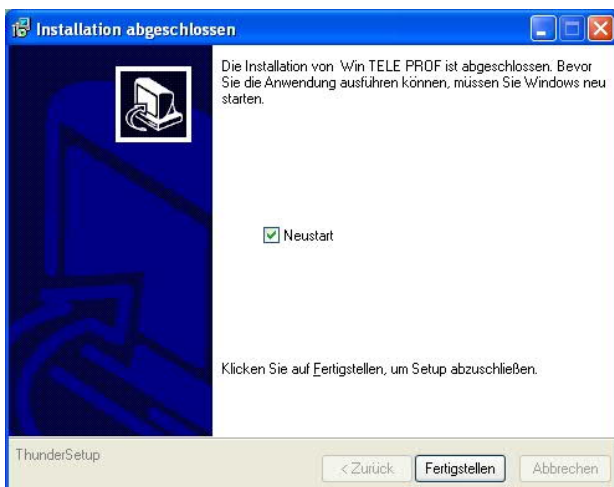 Installation abgeschlossen
Die Installation von Win TELE PROF ist abgeschlossen. Bevor
Sie die Anwendung ausführen können, müssen Sie Windows neu
starten.
Neustart
Klicken Sie auf Fertigstellen, um Setup abzuschließen.
ThunderSetup
< Zurück
Fertigstellen
Abbrechen